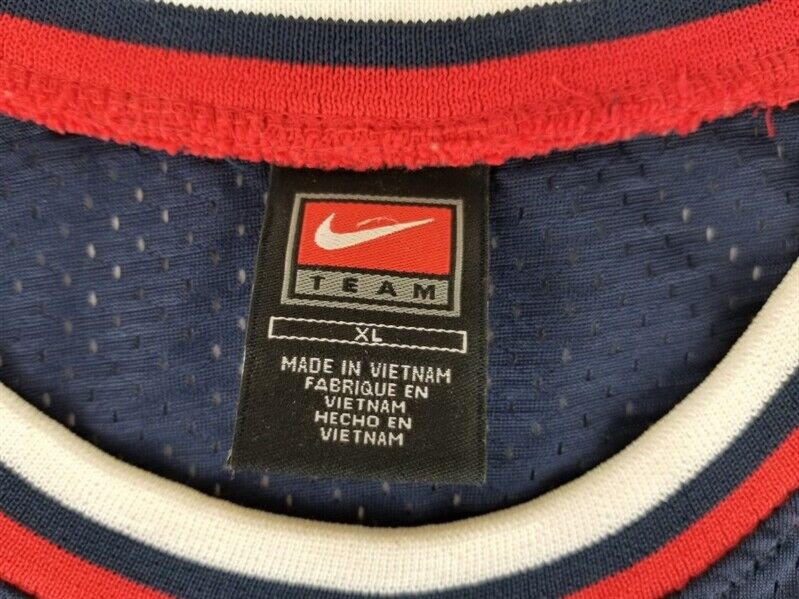 TEAM
XL
MADE IN VIETNAM
FABRIQUE EN
VIETNAM
HECHO EN
VIETNAM